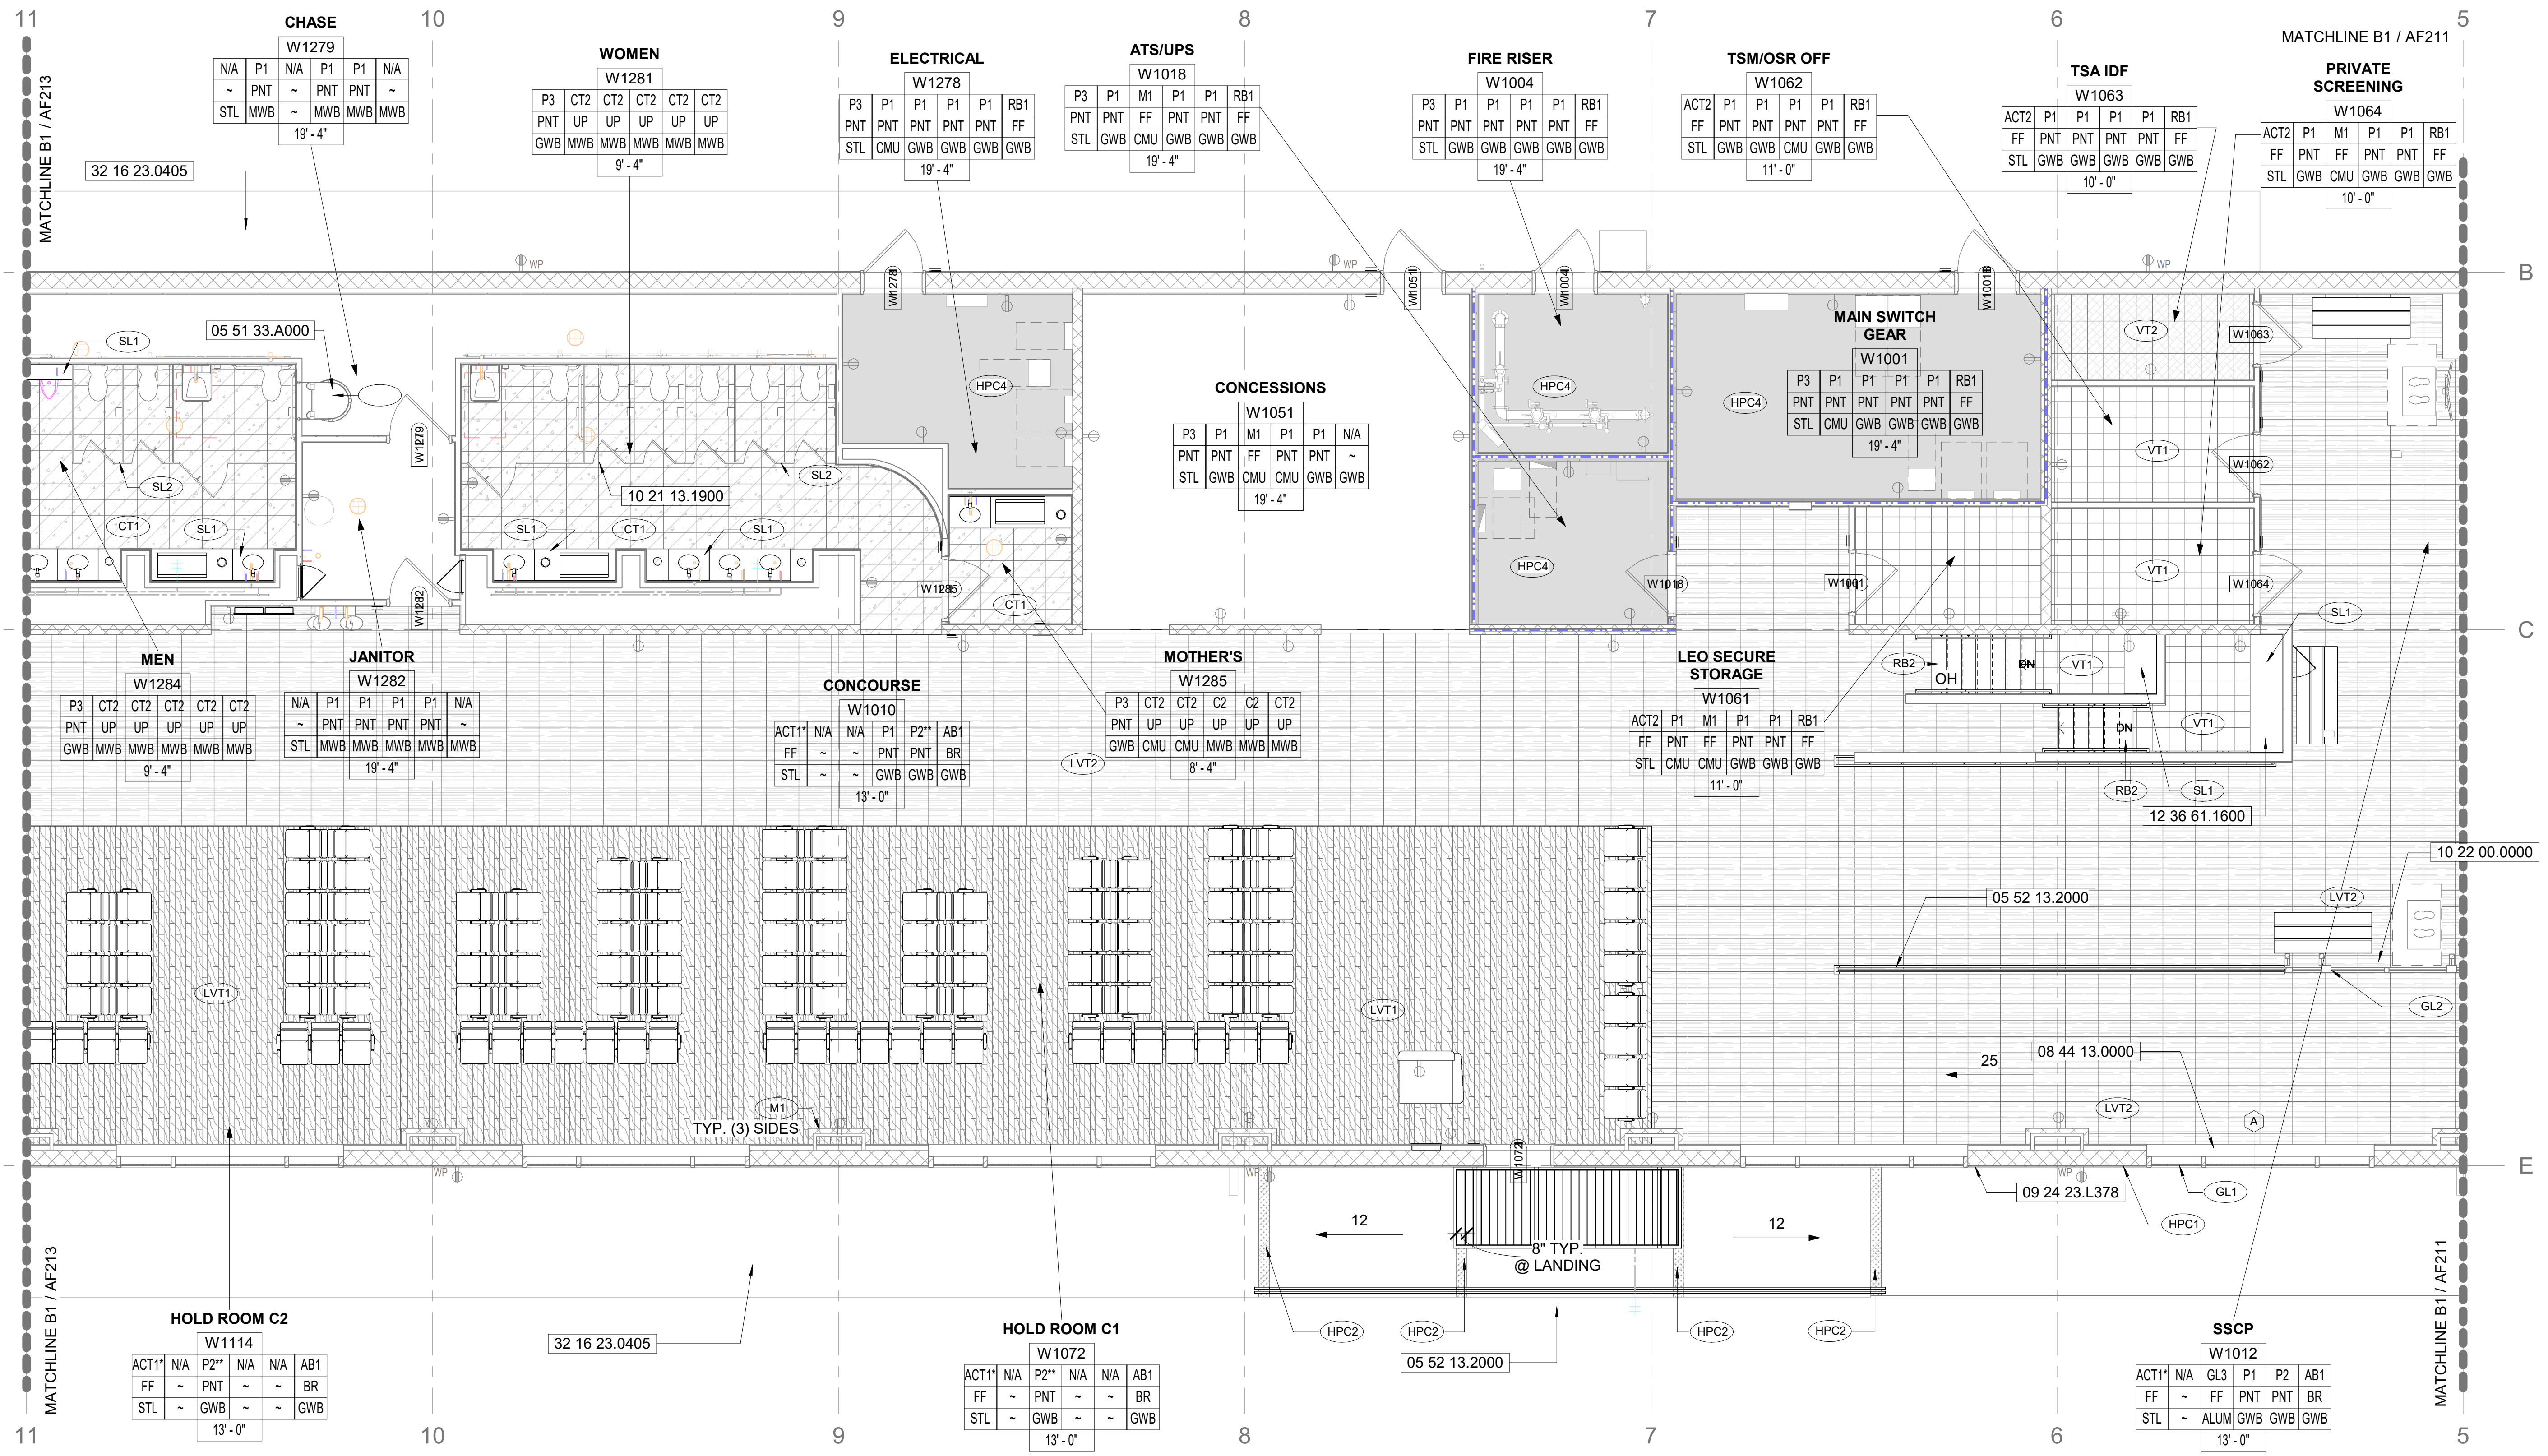 11
10
9
8
7
6
5
MATCHLINE B1 / AF211
MATCHLINE B1 / AF213
CHASE
W1279
N/A P1 N/A P1 P1 N/A
~ PNT ~ PNT PNT ~
STL MWB ~ MWB MWB MWB
19' - 4"
WOMEN
W1281
P3 CT2 CT2 CT2 CT2 CT2
PNT UP UP UP UP UP
GWB MWB MWB MWB MWB MWB
9' - 4"
ELECTRICAL
W1278
P3 P1 P1 P1 P1 RB1
PNT PNT PNT PNT PNT FF
STL CMU GWB GWB GWB GWB
19' - 4"
ATS/UPS
W1018
P3 P1 M1 P1 P1 RB1
PNT PNT FF PNT PNT FF
STL GWB CMU GWB GWB GWB
19' - 4"
FIRE RISER
W1004
P3 P1 P1 P1 P1 RB1
PNT PNT PNT PNT PNT FF
STL GWB GWB GWB GWB GWB
19' - 4"
TSM/OSR OFF
W1062
ACT2 P1 P1 P1 P1 RB1
FF PNT PNT PNT PNT FF
STL GWB GWB CMU GWB GWB
11' - 0"
TSA IDF
W1063
ACT2 P1 P1 P1 P1 RB1
FF PNT PNT PNT PNT FF
STL GWB GWB GWB GWB GWB
10' - 0"
PRIVATE
SCREENING
W1064
ACT2 P1 M1 P1 P1 RB1
FF PNT FF PNT PNT FF
STL GWB CMU GWB GWB GWB
10' - 0"
32 16 23.0405
WP
WP
WP
B
W1278
W1051
W1004
W1001B
05 51 33.A000
SL1
SL2
CT1
SL1
W1279
W1282
10 21 13.1900
SL2
SL1
CT1
SL1
HPC4
W1285
CT1
CONCESSIONS
W1051
P3 P1 M1 P1 P1 N/A
PNT PNT FF PNT PNT ~
STL GWB CMU CMU GWB GWB
19' - 4"
HPC4
HPC4
HPC4
MAIN SWITCH
GEAR
W1001
P3 P1 P1 P1 P1 RB1
PNT PNT PNT PNT PNT FF
STL CMU GWB GWB GWB GWB
19' - 4"
VT2
W1063
VT1
W1062
VT1
W1064
W1018
W1061
SL1
C
MEN
W1284
P3 CT2 CT2 CT2 CT2 CT2
PNT UP UP UP UP UP
GWB MWB MWB MWB MWB MWB
9' - 4"
JANITOR
W1282
N/A P1 P1 P1 P1 N/A
~ PNT PNT PNT PNT ~
STL MWB MWB MWB MWB MWB
19' - 4"
CONCOURSE
W1010
ACT1* N/A N/A P1 P2** AB1
FF ~ ~ PNT PNT BR
STL ~ ~ GWB GWB GWB
13' - 0"
LVT2
MOTHER'S
W1285
P3 CT2 CT2 C2 C2 CT2
PNT UP UP UP UP UP
GWB CMU CMU MWB MWB MWB
8' - 4"
LEO SECURE
STORAGE
W1061
ACT2 P1 M1 P1 P1 RB1
FF PNT FF PNT PNT FF
STL CMU CMU GWB GWB GWB
11' - 0"
RB2
OH
DN
VT1
DN
VT1
RB2
SL1
12 36 61.1600
10 22 00.0000
05 52 13.2000
LVT2
GL2
08 44 13.0000
25
LVT2
A
LVT1
LVT1
M1
TYP. (3) SIDES
WP
WP
WP
W1072
E
09 24 23.L378
GL1
HPC1
12
12
8" TYP.
@ LANDING
HPC2
HPC2
HPC2
HPC2
05 52 13.2000
32 16 23.0405
MATCHLINE B1 / AF213
MATCHLINE B1 / AF211
HOLD ROOM C2
W1114
ACT1* N/A P2** N/A N/A AB1
FF ~ PNT ~ ~ BR
STL ~ GWB ~ ~ GWB
13' - 0"
HOLD ROOM C1
W1072
ACT1* N/A P2** N/A N/A AB1
FF ~ PNT ~ ~ BR
STL ~ GWB ~ ~ GWB
13' - 0"
SSCP
W1012
ACT1* N/A GL3 P1 P2 AB1
FF ~ FF PNT PNT BR
STL ~ ALUM GWB GWB GWB
13' - 0"
11
10
9
8
7
6
5